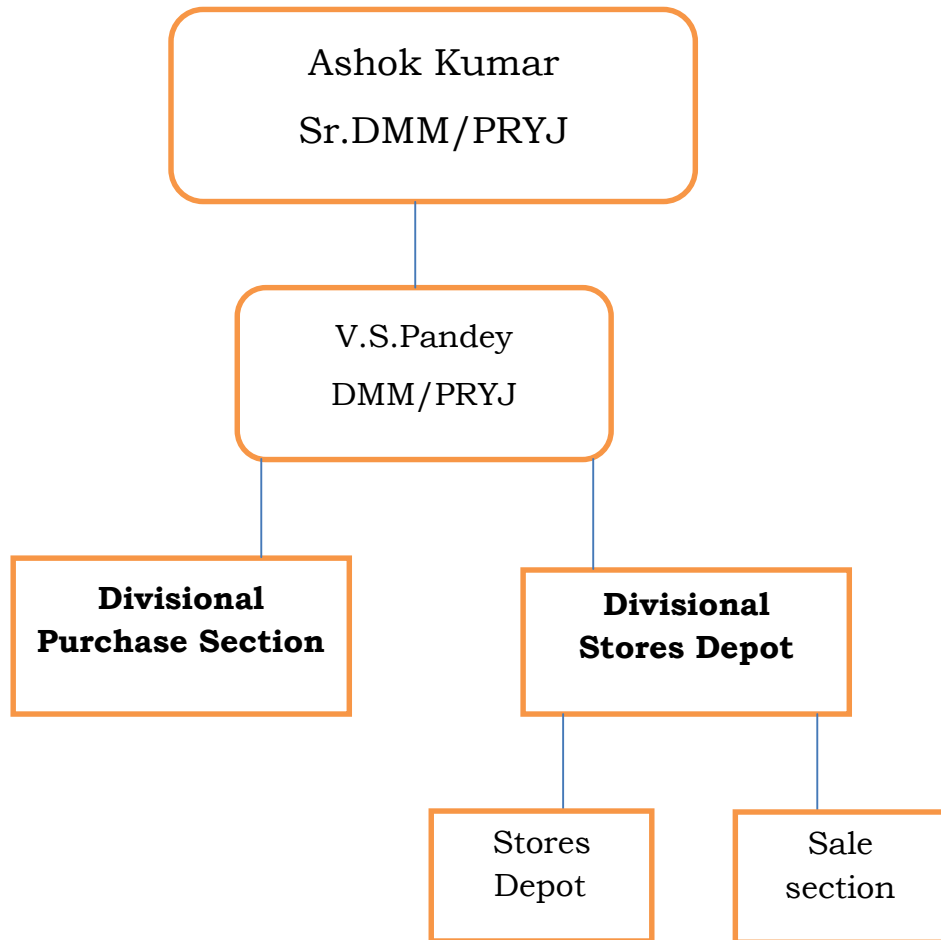 Ashok Kumar
Sr.DMM/PRYJ
V.S.Pandey
DMM/PRYJ
Divisional
Purchase Section
Divisional
Stores Depot
Stores
Depot
Sale
section